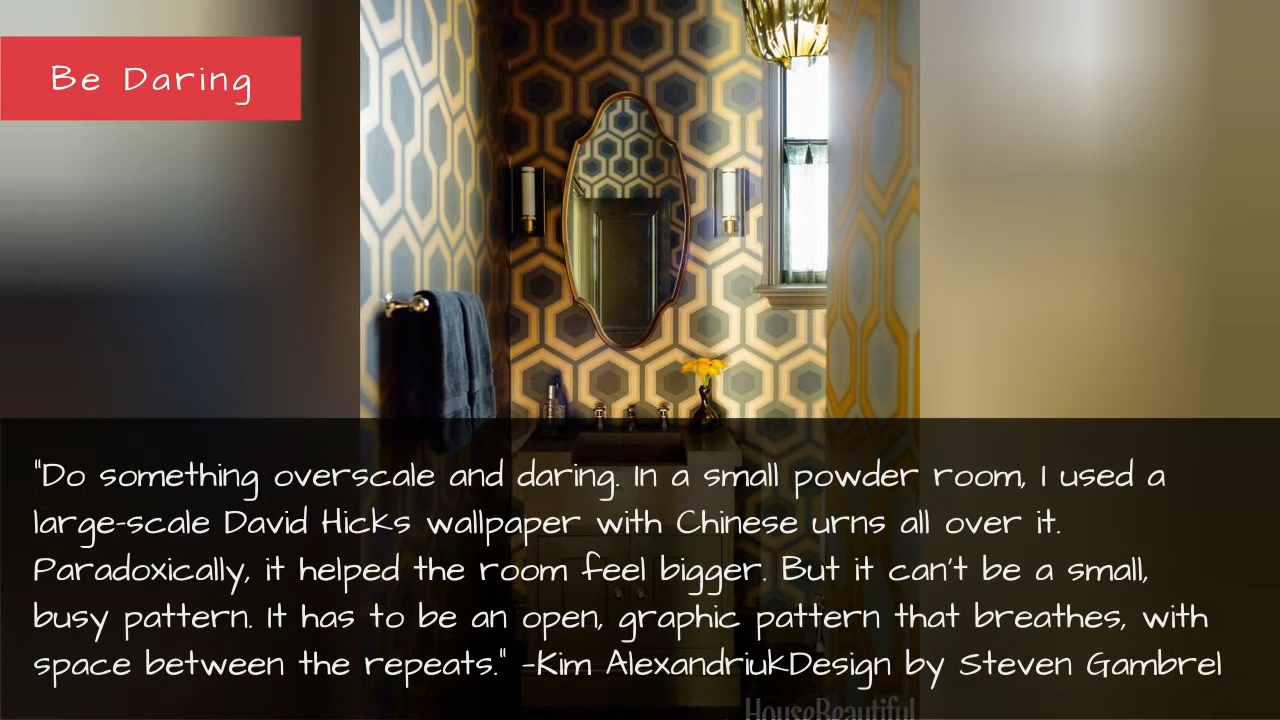 Be Daring
"Do something overscale and daring. In a small powder room, I used a
large-scale David Hicks wallpaper with Chinese urns all over it.
Paradoxically, it helped the room feel bigger. But it can't be a small,
busy pattern. It has to be an open, graphic pattern that breathes, with
space between the repeats." -Kim AlexandriukDesign by Steven Gambrel
HouseBeautiful